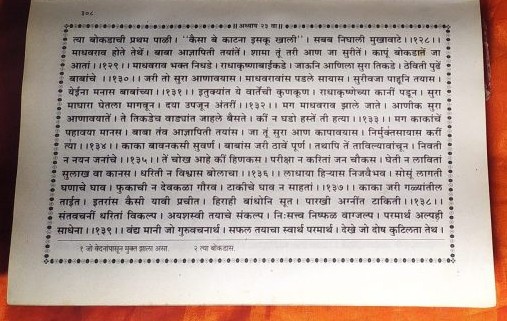 २०८
॥ अध्याय २३ वा ॥
त्या बोकडाची प्रथम पाळी । "कैसा बे काटना इसकू खाली" । सबब निघाली मुखावाटे ॥१२८॥
माधवराव होते तेथें । बाबा आज्ञापिती तयांतें । शामा तूं तरी आण जा सुरीतें । कापूं बोकडातें जा
आतां ॥१२९॥ माधवराव भक्त निधडे । राधाकृष्णाबाईकडे । जाऊनि आणिला सुरा तिकडे । ठेविती पुढें
बाबांचे ॥१३०॥ जरी तो सुरा आणावयास । माधवरावांस पडले सायास । सुरीवजा पाहूनि तयास ।
येईना मनास बाबांच्या ॥१३१॥ इतुक्यांत ये वार्तेची कुणकूण । राधाकृष्णेच्या कानीं पडून । सुरा
माघारा घेतला मागवून । दया उपजून अंतरीं ॥१३२॥ मग माधवराव झाले जाते । आणीक सुरा
आणावयातें । ते तिकडेच वाड्यांत जाहले बैसते । कीं न घडो हस्तें ती हत्या ॥१३३॥ मग काकांचें
पहावया मानस । बाबा तंव आज्ञापिती तयांस । जा तूं सुरा आण कापावयास । निर्मुक्तसायास करीं
त्या ॥१३४॥ काका बावनकसी सुवर्ण । बाबांस जरी ठावें पूर्ण । तथापि तें ताविल्यावांचून । निवती
न नयन जनांचे ॥१३५॥ तें चोख आहे कीं हिणकस । परीक्षा न करितां जन चौकस । घेती न लावितां
सुलाख वा कानस । धरिती न विश्वास बोलाचा ॥१३६॥ लाधाया हिऱ्यास निजवैभव । सोसूं लागती
घणाचे घाव । फुकाची न देवकळा गौरव । टाकीचे घाव न साहतां ॥१३७॥ काका जरी गळ्यांतील
ताईत । इतरांस कैसी यावी प्रचीत । हिराही बांधोनि सूत । पारखी अग्नींत टाकिती ॥१३८॥
संतवचनीं धरितां विकल्प । अयशस्वी तयाचे संकल्प । निःसत्त्व निष्फळ वाग्जल्प । परमार्थ अल्पही
साधेना ॥१३९॥ वंद्य मानी जो गुरुवचनार्थ । सफल तयाचा स्वार्थ परमार्थ । देखे जो दोष कुटिलता तेथ ।
१ जो वेदनांपासून मुक्त झाला असा. २ त्या बोकडास.